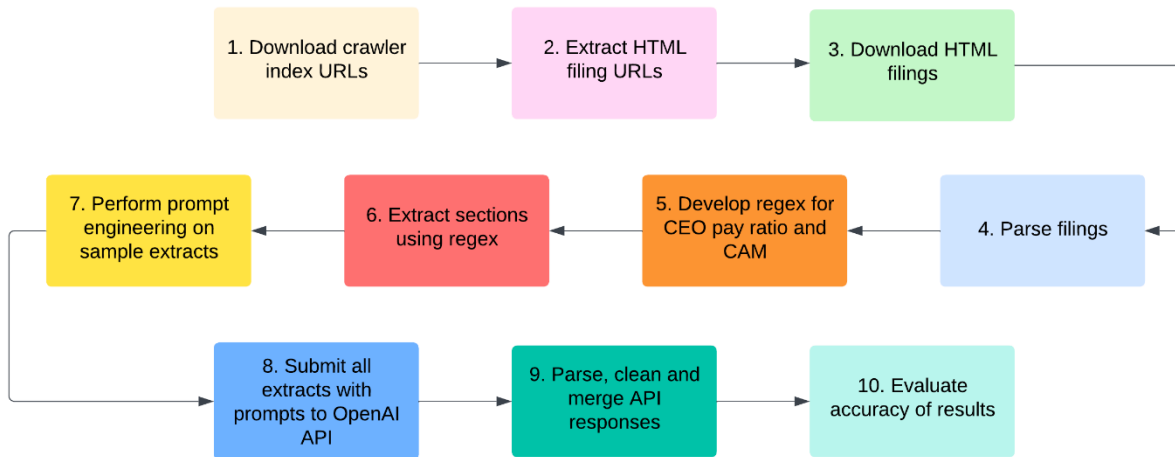 1. Download crawler
index URLs
2. Extract HTML
filing URLs
3. Download HTML
filings
4. Parse filings
5. Develop regex for
CEO pay ratio and
CAM
6. Extract sections
using regex
7. Perform prompt
engineering on
sample extracts
8. Submit all
extracts with
prompts to OpenAI
API
9. Parse, clean and
merge API
responses
10. Evaluate
accuracy of results